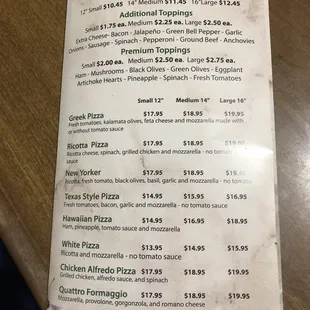 12" Small $10.45 14" Medium $11.45 16"Large $12.45
Additional Toppings
Small $1.75 ea. Medium $2.25 ea. Large $2.50 ea.
Extra Cheese- Bacon - Jalapeño - Green Bell Pepper - Garlic
Onions - Sausage - Spinach - Pepperoni - Ground Beef - Anchovies
Premium Toppings
Small $2.00 ea. Medium $2.50 ea. Large $2.75 ea.
Ham - Mushrooms - Black Olives - Green Olives - Eggplant
Artichoke Hearts - Pineapple - Spinach - Fresh Tomatoes
Small 12" Medium 14" Large 16"
Greek Pizza $17.95 $18.95 $19.95
Fresh tomatoes, kalamata olives, feta cheese and mozzarella made with
or without tomato sauce
Ricotta Pizza $17.95 $18.95 $19.95
Ricotta cheese, spinach, grilled chicken and mozzarella - no tomato
sauce
New Yorker $17.95 $18.95
Ricotta, fresh tomato, black olives, basil, garlic and mozzarella - no tomato
Texas Style Pizza $14.95 $15.95 $16.95
Fresh tomatoes, bacon, garlic and mozzarella - no tomato sauce
Hawaiian Pizza $14.95 $16.95 $18.95
Ham, pineapple, tomato sauce and mozzarella
White Pizza $13.95 $14.95 $15.95
Ricotta and mozzarella - no tomato sauce
Chicken Alfredo Pizza $17.95 $18.95 $19.95
Grilled chicken, alfredo sauce, and spinach
Quattro Formaggio $17.95 $18.95 $19.95
Mozzarella, provolone, gorgonzola, and romano cheese